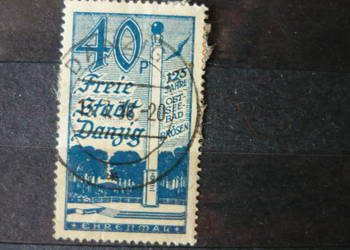 40 P
Freie
Stadt
Danzig
125
JAHRE
OST
SEE-
BAD
BRÖSEN
EHRENMAL